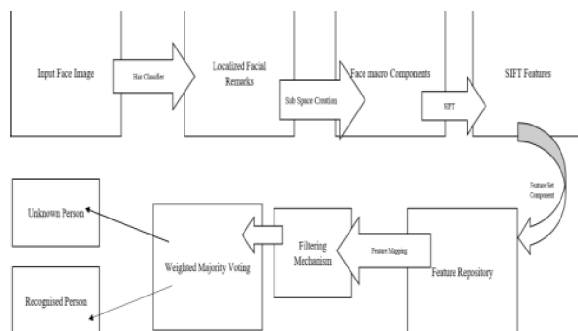 Input Face Image
Har Classfier
Localized Facial
Remarks
Sub Space Creation
Face macro Components
SIFT
SIFT Features
Feature Set
Component
Unknown Person
Recognised Person
Weighted Majority Voting
Filtering
Mechanism
Feature Mapping
Feature Repository